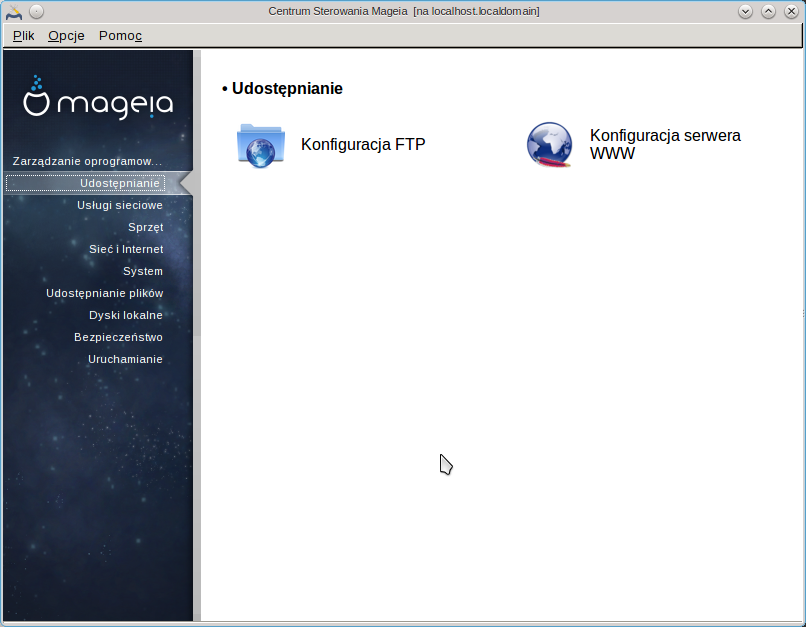 Centrum Sterowania Mageia [na localhost.localdomain]
Plik Opcje Pomoc
mageia
Zarządzanie oprogramow...
Udostępnianie
Usługi sieciowe
Sprzęt
Sieć i Internet
System
Udostępnianie plików
Dyski lokalne
Bezpieczeństwo
Uruchamianie
• Udostępnianie
Konfiguracja FTP
Konfiguracja serwera
WWW